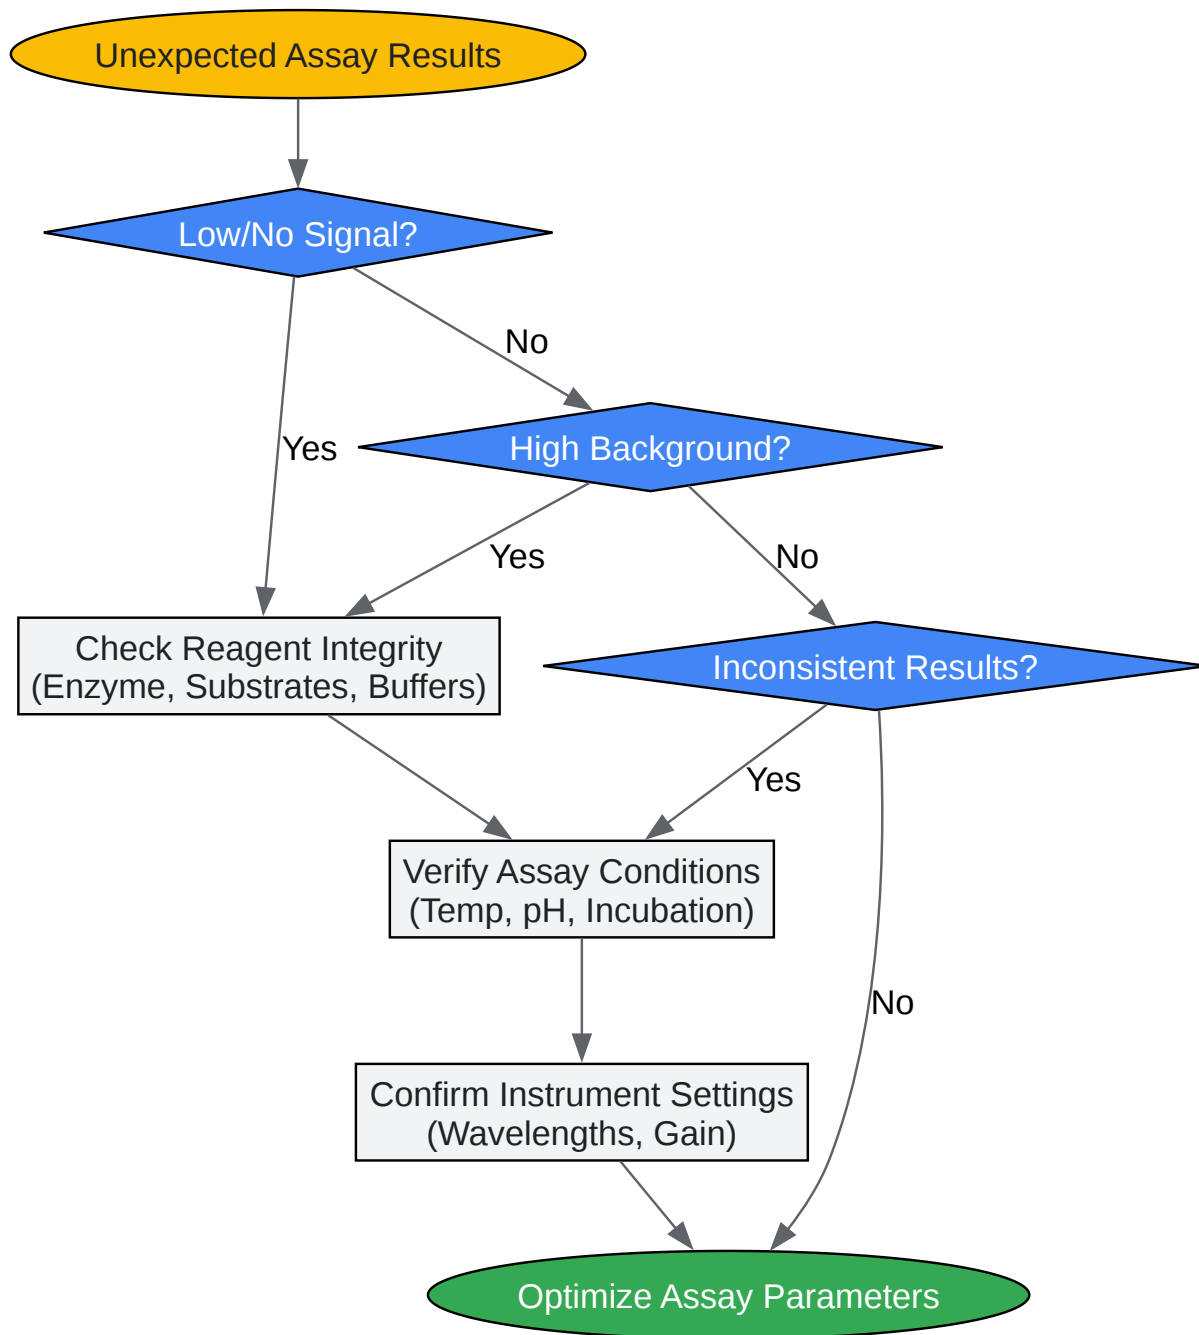 Unexpected Assay Results
Low/No Signal?
No
Yes
High Background?
Yes
No
Check Reagent Integrity
(Enzyme, Substrates, Buffers)
Inconsistent Results?
Yes
Verify Assay Conditions
(Temp, pH, Incubation)
No
Confirm Instrument Settings
(Wavelengths, Gain)
Optimize Assay Parameters